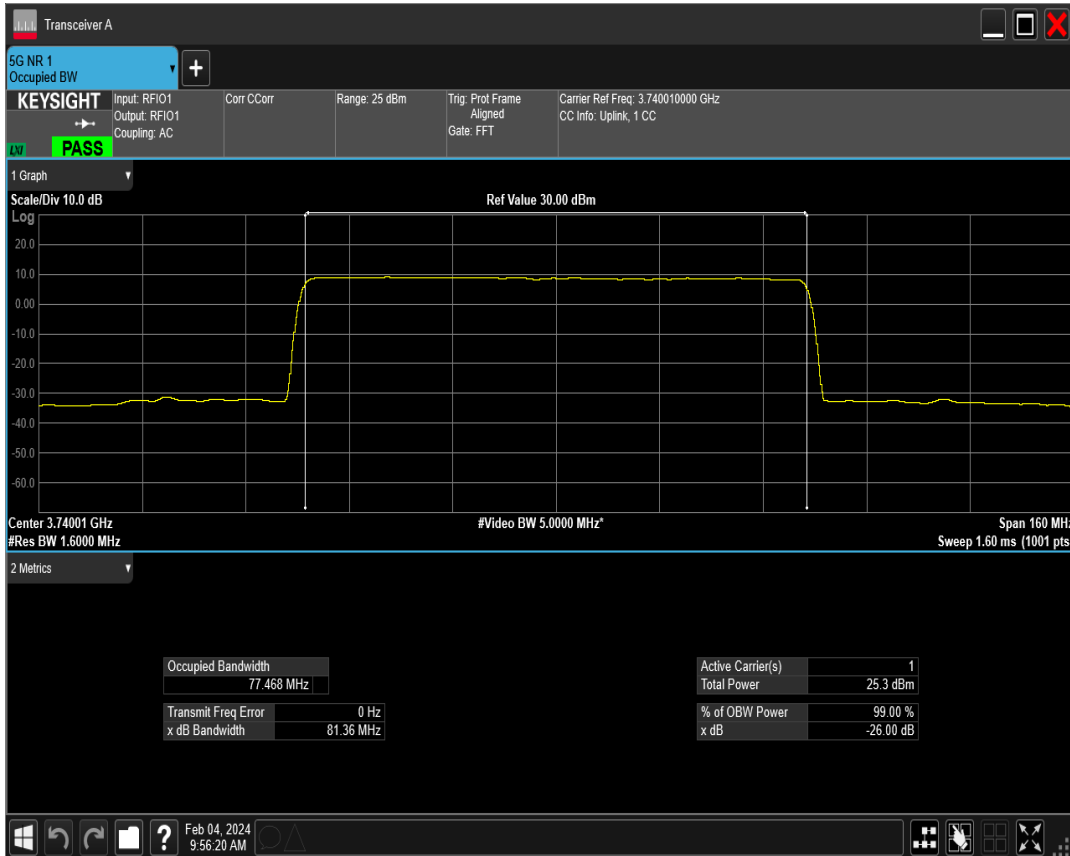 Transceiver A
5G NR 1
Occupied BW
+
KEYSIGHT
LXI
PASS
Input: RFIO1
Output: RFIO1
Coupling: AC
Corr CCorr
Range: 25 dBm
Trig: Prot Frame
Aligned
Gate: FFT
Carrier Ref Freq: 3.740010000 GHz
CC Info: Uplink, 1 CC
1 Graph
Scale/Div 10.0 dB
Ref Value 30.00 dBm
Log
20.0
10.0
0.00
-10.0
-20.0
-30.0
-40.0
-50.0
-60.0
Center 3.74001 GHz
#Video BW 5.0000 MHz*
Span 160 MHz
#Res BW 1.6000 MHz
Sweep 1.60 ms (1001 pts
2 Metrics
Occupied Bandwidth
77.468 MHz
Transmit Freq Error 0 Hz
x dB Bandwidth 81.36 MHz
Active Carrier(s) 1
Total Power 25.3 dBm
% of OBW Power 99.00 %
x dB -26.00 dB
?
Feb 04, 2024
9:56:20 AM